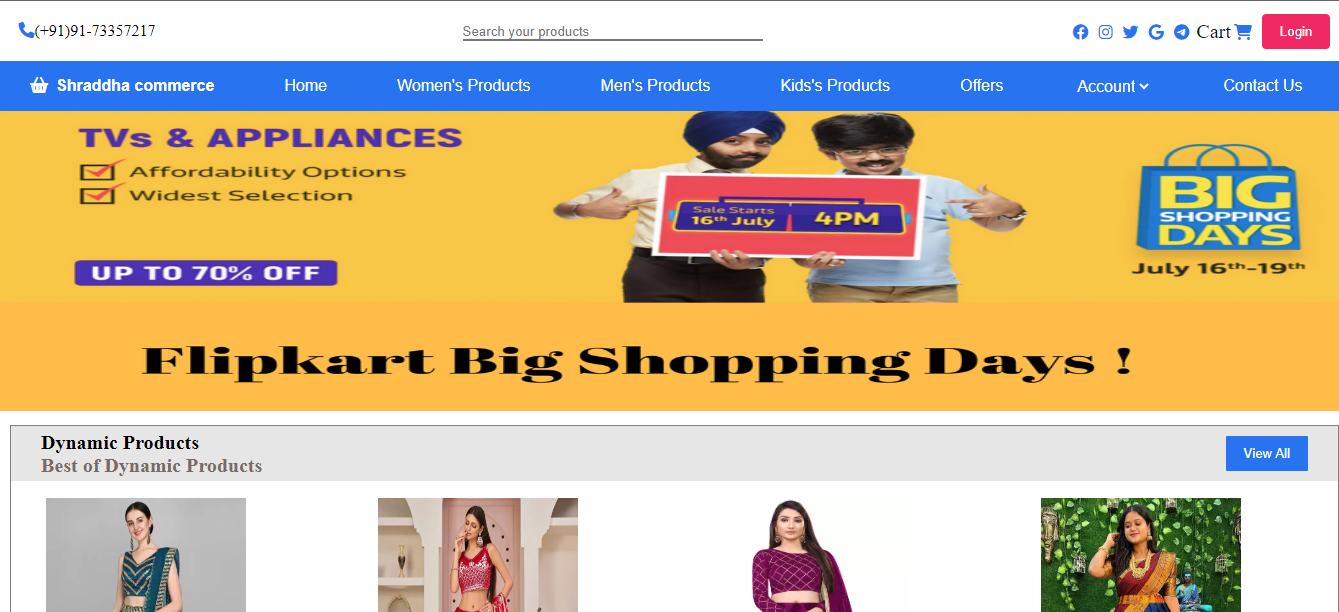 (+91)91-73357217
Search your products
Cart
Login
Shraddha commerce
Home
Women's Products
Men's Products
Kids's Products
Offers
Account
Contact Us
TVs & APPLIANCES
Affordability Options
Widest Selection
UP TO 70% OFF
Sale Starts
16th July
4PM
BIG
SHOPPING
DAYS
July 16th-19th
Flipkart Big Shopping Days !
Dynamic Products
Best of Dynamic Products
View All